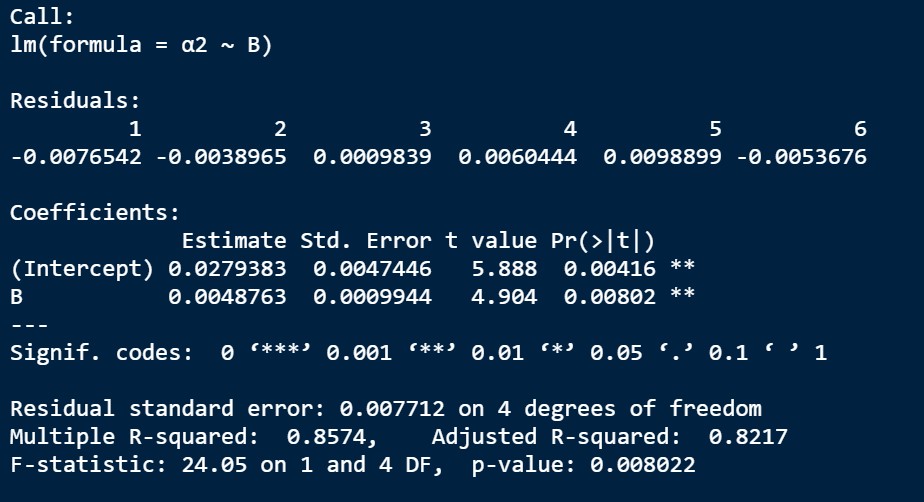 Call:
lm(formula = α2 ~ B)
Residuals:
1 2 3 4 5 6
-0.0076542 -0.0038965 0.0009839 0.0060444 0.0098899 -0.0053676
Coefficients:
Estimate Std. Error t value Pr(>|t|)
(Intercept) 0.0279383 0.0047446 5.888 0.00416 **
B 0.0048763 0.0009944 4.904 0.00802 **
---
Signif. codes: 0 ‘***’ 0.001 ‘**’ 0.01 ‘*’ 0.05 ‘.’ 0.1 ‘ ’ 1
Residual standard error: 0.007712 on 4 degrees of freedom
Multiple R-squared: 0.8574, Adjusted R-squared: 0.8217
F-statistic: 24.05 on 1 and 4 DF, p-value: 0.008022